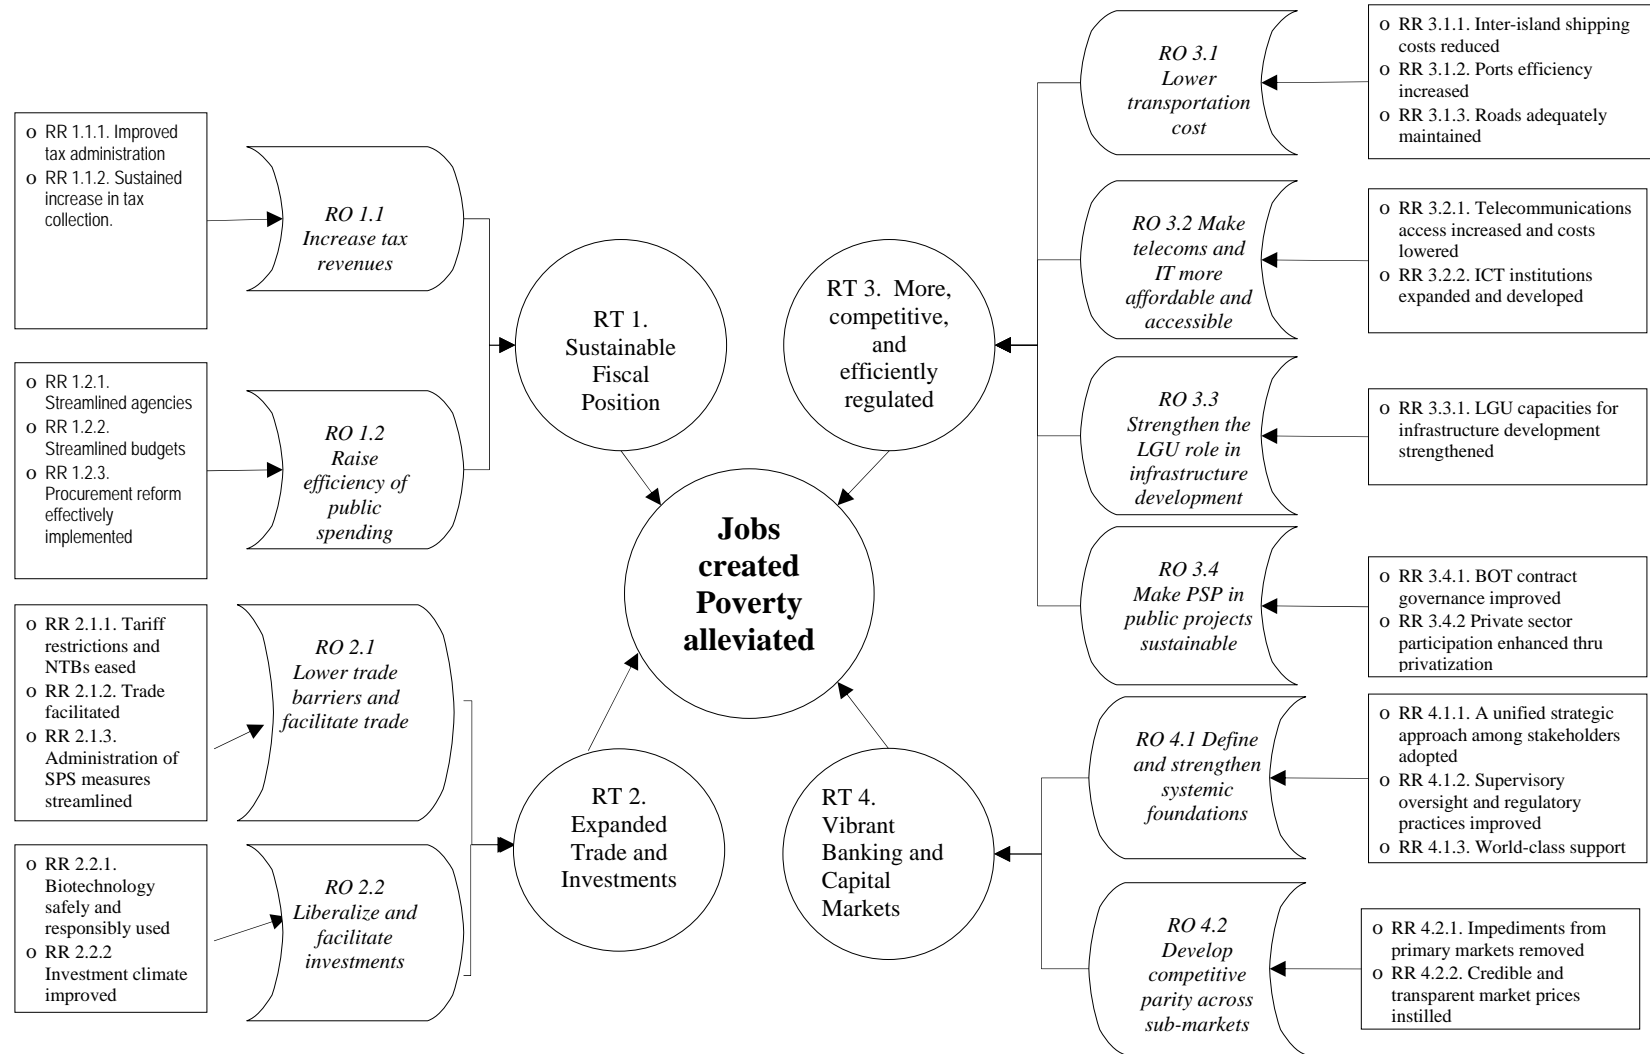 o RR 1.1.1. Improved
tax administration
o RR 1.1.2. Sustained
increase in tax
collection.
RO 1.1
Increase tax
revenues
o RR 1.2.1.
Streamlined agencies
o RR 1.2.2.
Streamlined budgets
o RR 1.2.3.
Procurement reform
effectively
implemented
RO 1.2
Raise
efficiency of
public
spending
RT 1.
Sustainable
Fiscal
Position
o RR 2.1.1. Tariff
restrictions and
NTBs eased
o RR 2.1.2. Trade
facilitated
o RR 2.1.3.
Administration of
SPS measures
streamlined
RO 2.1
Lower trade
barriers and
facilitate trade
o RR 2.2.1.
Biotechnology
safely and
responsibly used
o RR 2.2.2
Investment climate
improved
RO 2.2
Liberalize and
facilitate
investments
RT 2.
Expanded
Trade and
Investments
Jobs
created
Poverty
alleviated
RT 3.  More,
competitive,
and
efficiently
regulated
RO 3.1
Lower
transportation
cost
o RR 3.1.1. Inter-island shipping
costs reduced
o RR 3.1.2. Ports efficiency
increased
o RR 3.1.3. Roads adequately
maintained
RO 3.2 Make
telecoms and
IT more
affordable and
accessible
o RR 3.2.1. Telecommunications
access increased and costs
lowered
o RR 3.2.2. ICT institutions
expanded and developed
RO 3.3
Strengthen the
LGU role in
infrastructure
development
o RR 3.3.1. LGU capacities for
infrastructure development
strengthened
RO 3.4
Make PSP in
public projects
sustainable
o RR 3.4.1. BOT contract
governance improved
o RR 3.4.2 Private sector
participation enhanced thru
privatization
RT 4.
Vibrant
Banking and
Capital
Markets
RO 4.1 Define
and strengthen
systemic
foundations
o RR 4.1.1. A unified strategic
approach among stakeholders
adopted
o RR 4.1.2. Supervisory
oversight and regulatory
practices improved
o RR 4.1.3. World-class support
RO 4.2
Develop
competitive
parity across
sub-markets
o RR 4.2.1. Impediments from
primary markets removed
o RR 4.2.2. Credible and
transparent market prices
instilled